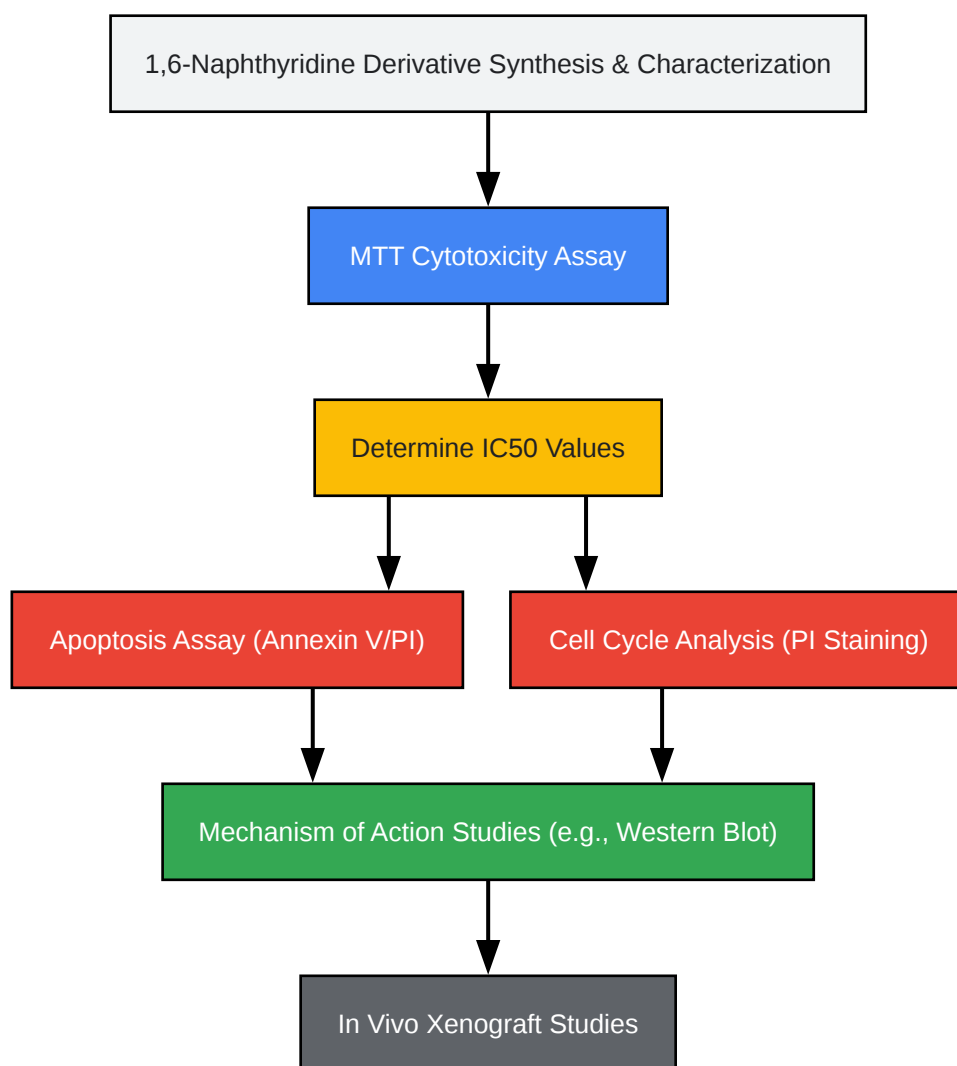 1,6-Naphthyridine Derivative Synthesis & Characterization
MTT Cytotoxicity Assay
Determine IC50 Values
Apoptosis Assay (Annexin V/PI)
Cell Cycle Analysis (PI Staining)
Mechanism of Action Studies (e.g., Western Blot)
In Vivo Xenograft Studies